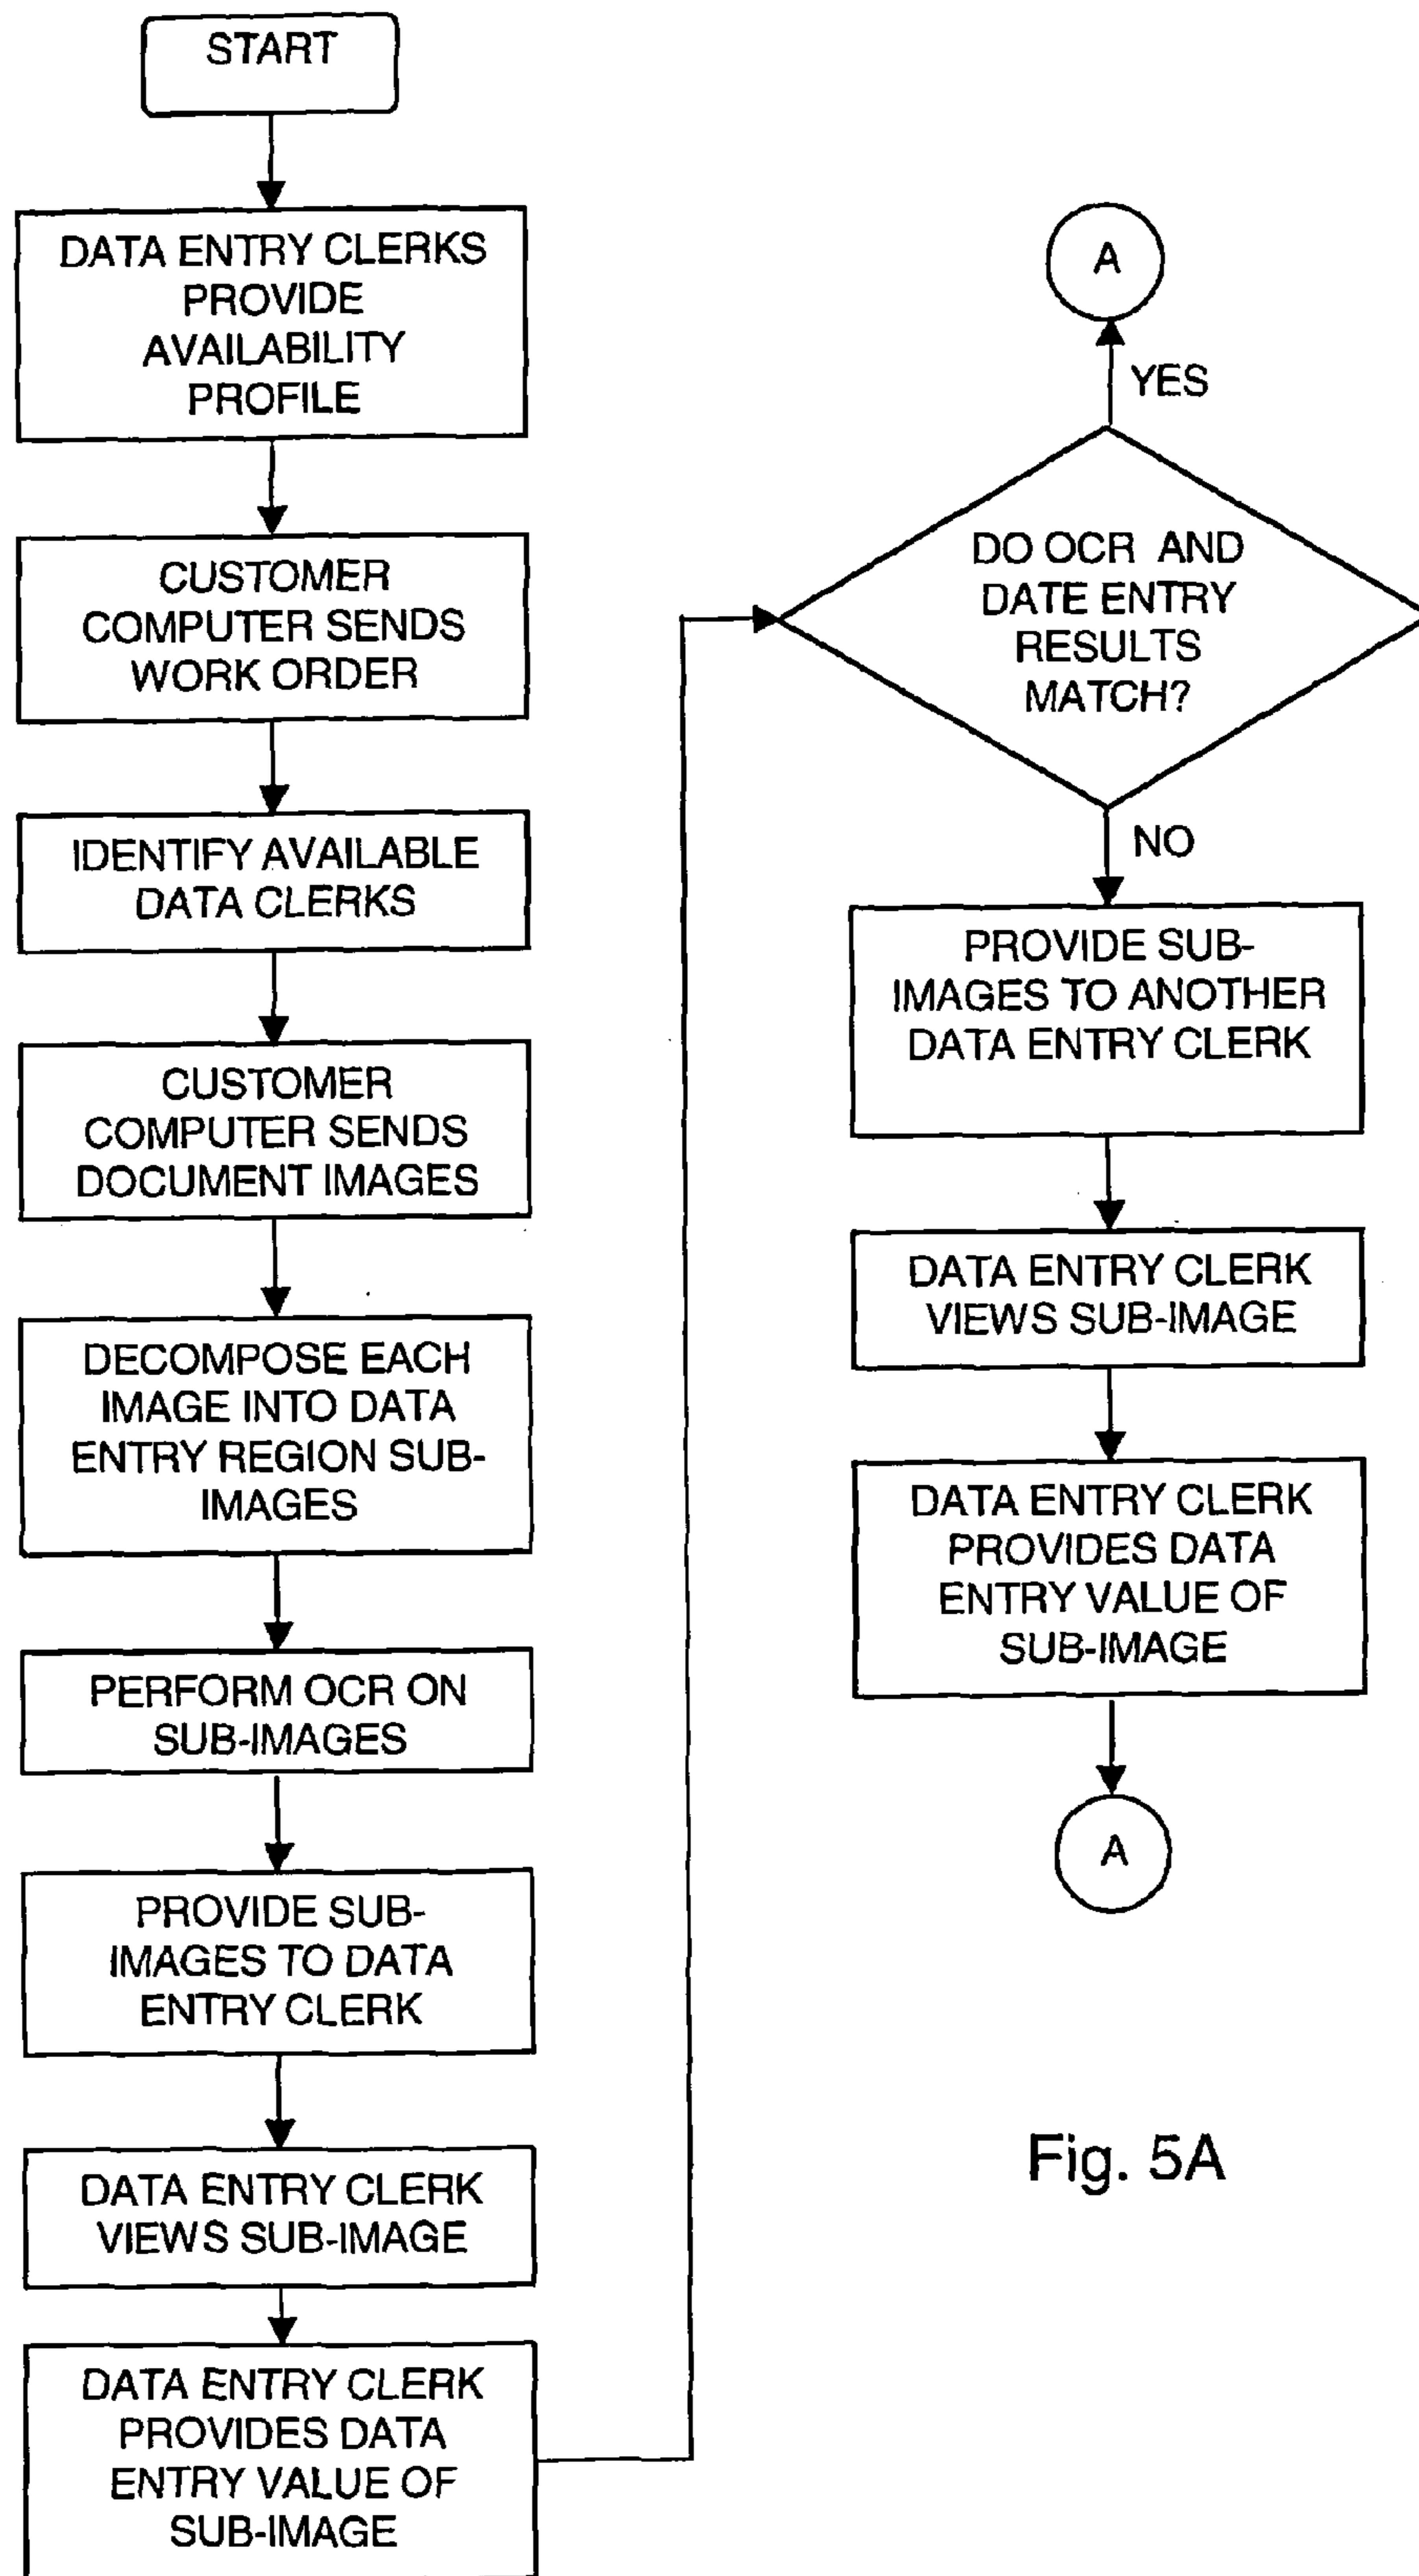 START
DATA ENTRY CLERKS
PROVIDE
AVAILABILITY
PROFILE
CUSTOMER
COMPUTER SENDS
WORK ORDER
IDENTIFY AVAILABLE
DATA CLERKS
CUSTOMER
COMPUTER SENDS
DOCUMENT IMAGES
DECOMPOSE EACH
IMAGE INTO DATA
ENTRY REGION SUB-
IMAGES
PERFORM OCR ON
SUB-IMAGES
PROVIDE SUB-
IMAGES TO DATA
ENTRY CLERK
DATA ENTRY CLERK
VIEWS SUB-IMAGE
DATA ENTRY CLERK
PROVIDES DATA
ENTRY VALUE OF
SUB-IMAGE
A
YES
DO OCR AND
DATE ENTRY
RESULTS
MATCH?
NO
PROVIDE SUB-
IMAGES TO ANOTHER
DATA ENTRY CLERK
DATA ENTRY CLERK
VIEWS SUB-IMAGE
DATA ENTRY CLERK
PROVIDES DATA
ENTRY VALUE OF
SUB-IMAGE
A
Fig. 5A